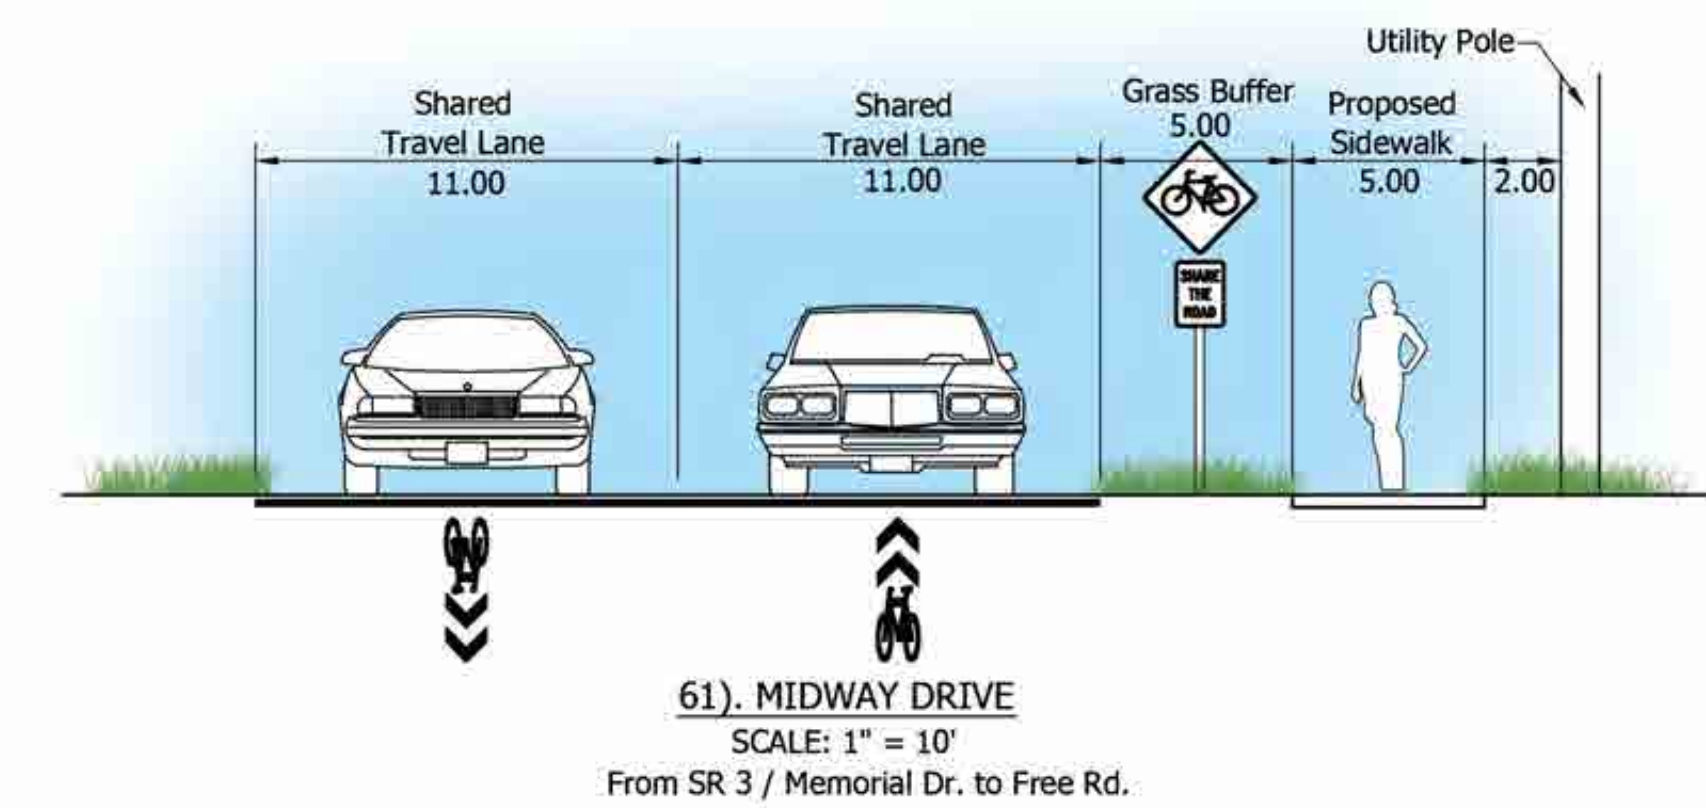 Utility Pole
Shared
Travel Lane
11.00
Shared
Travel Lane
11.00
Grass Buffer
5.00
Proposed
Sidewalk
5.00
2.00
SHARE
THE
ROAD
61). MIDWAY DRIVE
SCALE: 1" = 10'
From SR 3 / Memorial Dr. to Free Rd.